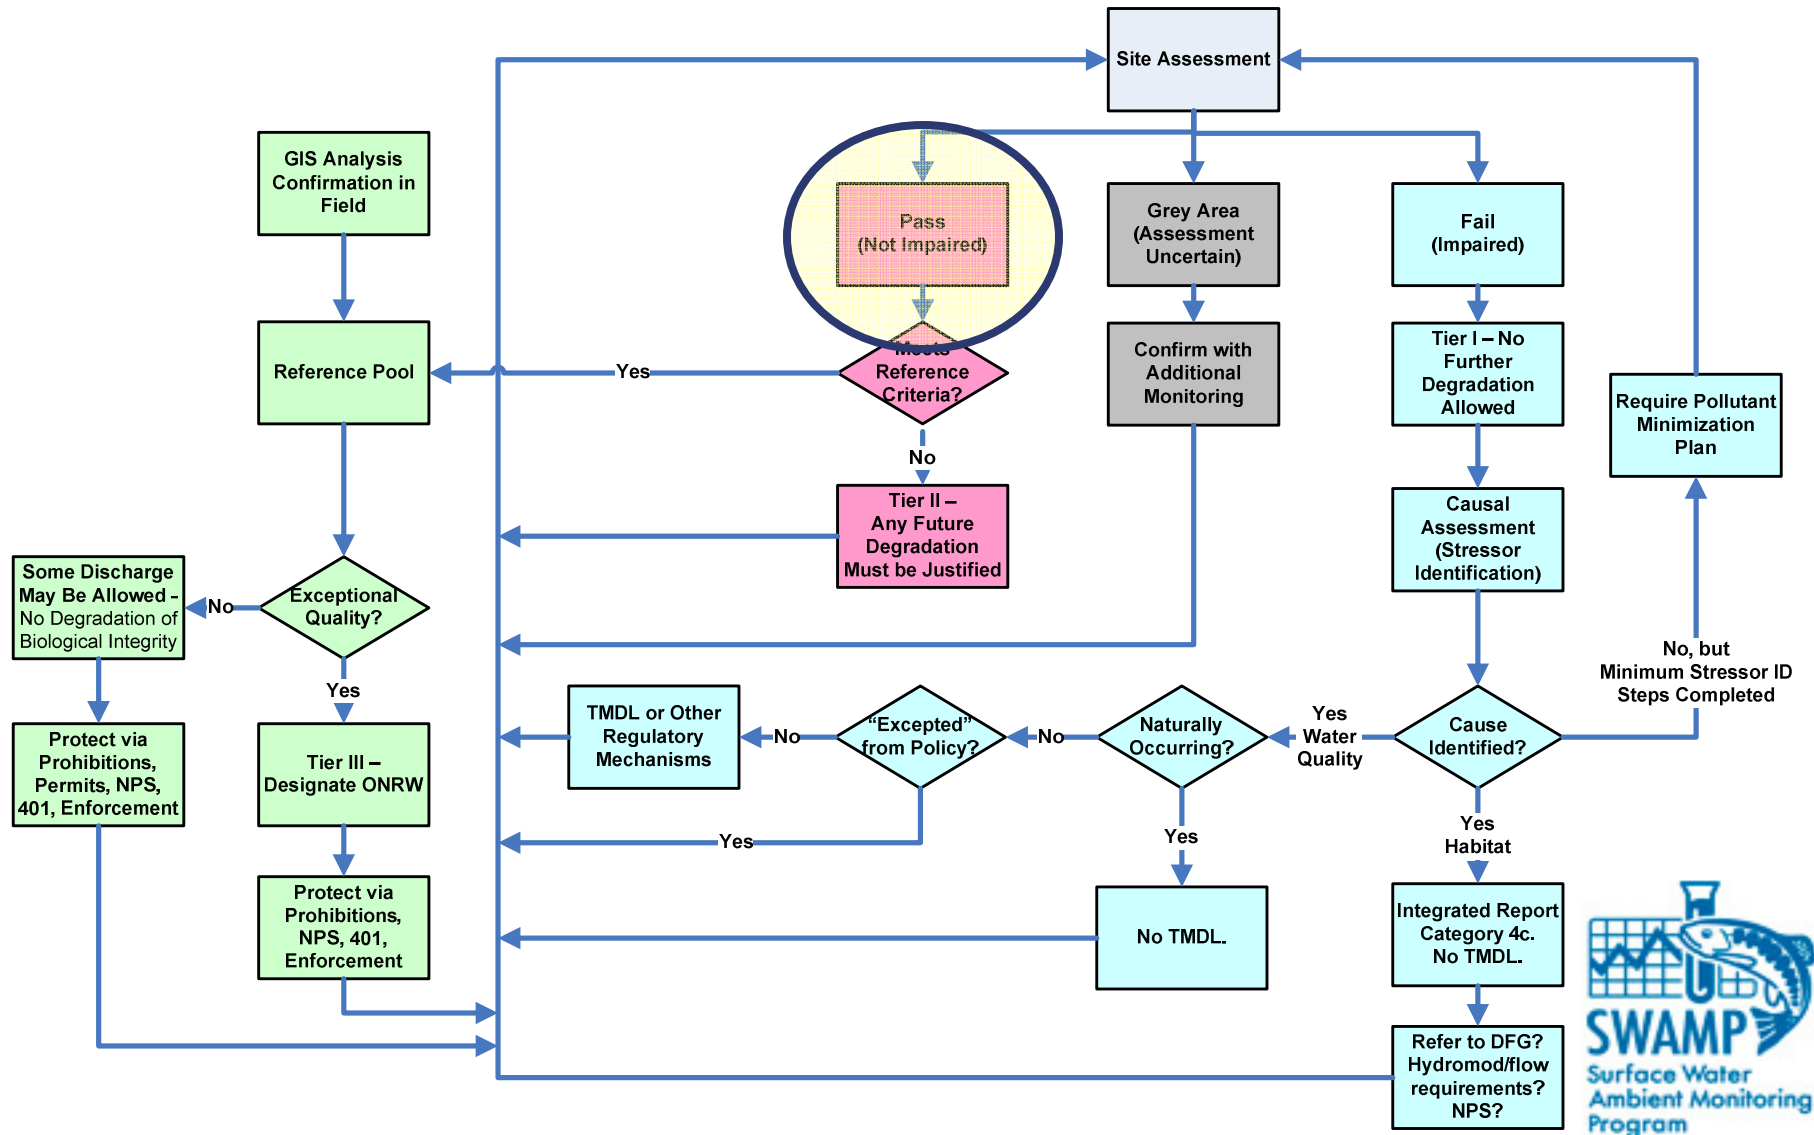 Site Assessment
GIS Analysis
Confirmation in
Field
Pass
(Not Impaired)
Grey Area
(Assessment
Uncertain)
Fail
(Impaired)
Reference Pool
Yes
Meets
Reference
Criteria?
Confirm with
Additional
Monitoring
Tier I – No
Further
Degradation
Allowed
Require Pollutant
Minimization
Plan
No
Tier II –
Any Future
Degradation
Must be Justified
Causal
Assessment
(Stressor
Identification)
Some Discharge
May Be Allowed -
No Degradation of
Biological Integrity
No
Exceptional
Quality?
Yes
No, but
Minimum Stressor ID
Steps Completed
Protect via
Prohibitions,
Permits, NPS,
401, Enforcement
Tier III –
Designate ONRW
TMDL or Other
Regulatory
Mechanisms
No
“Excepted”
from Policy?
No
Naturally
Occurring?
Yes
Water
Quality
Cause
Identified?
Yes
Yes
Yes
Habitat
Protect via
Prohibitions,
NPS, 401,
Enforcement
No TMDL.
Integrated Report
Category 4c.
No TMDL.
Refer to DFG?
Hydromod/flow
requirements?
NPS?
SWAMP
Surface Water
Ambient Monitoring
Program